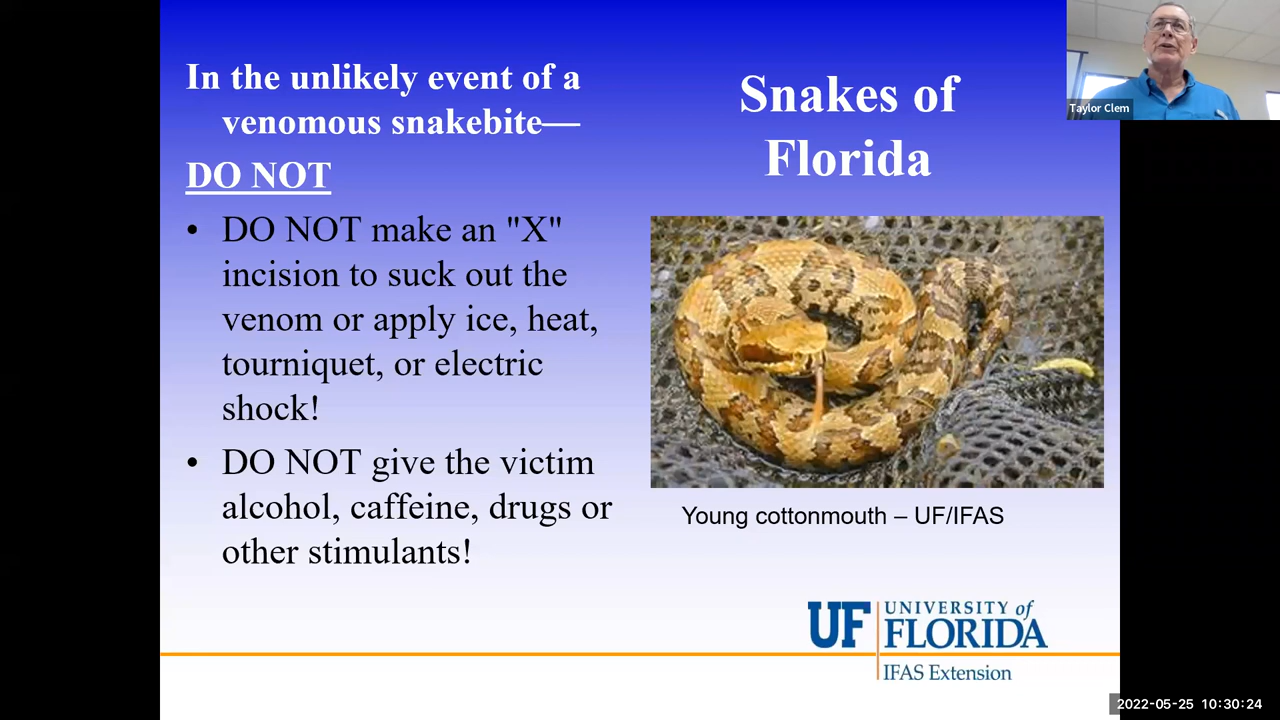 In the unlikely event of a
venomous snakebite—
DO NOT
• DO NOT make an "X"
incision to suck out the
venom or apply ice, heat,
tourniquet, or electric
shock!
• DO NOT give the victim
alcohol, caffeine, drugs or
other stimulants!
Snakes of
Florida
Young cottonmouth – UF/IFAS
UF UNIVERSITY of
FLORIDA
IFAS Extension
Taylor Clem
2022-05-25 10:30:24